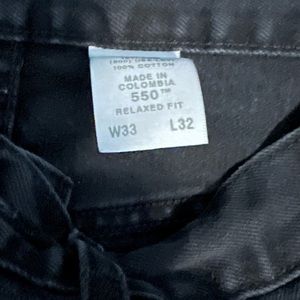 100% COTTON
MADE IN
COLOMBIA
550™
RELAXED FIT
W33 L32